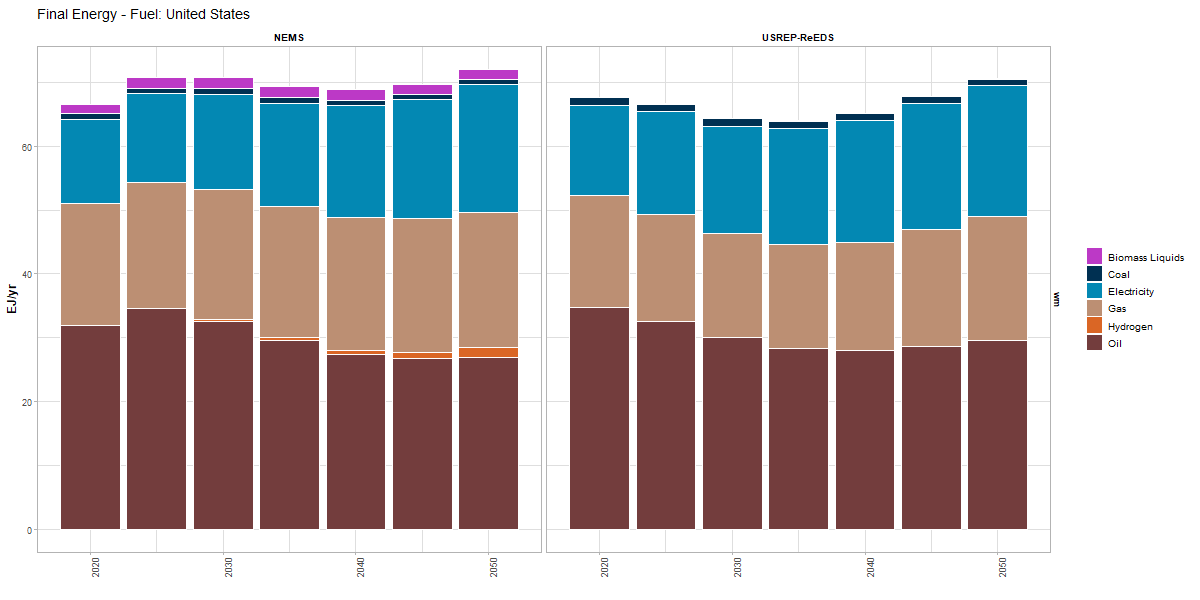 Final Energy - Fuel: United States
NEMS
USREP-ReEDS
EJ/yr
60
40
20
0
2020
2030
2040
2050
2020
2030
2040
2050
wm
Biomass Liquids
Coal
Electricity
Gas
Hydrogen
Oil